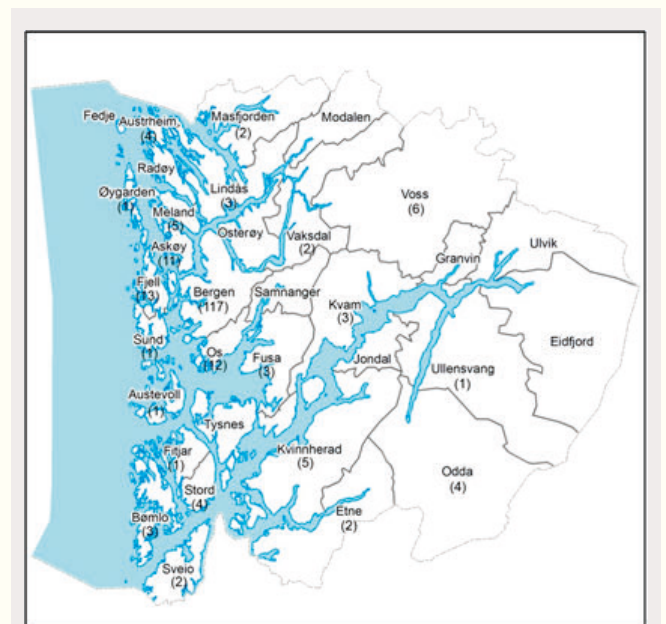 Fedje
Austrheim
(4)
Masfjorden
(2)
Modalen
Radøy
Lindås
(3)
Øygarden
(1)
Meland
(5)
Osterøy
Vaksdal
(2)
Voss
(6)
Askøy
(11)
Granvin
Ulvik
Fjell
(13)
Bergen
(117)
Samnanger
Kvam
(3)
Sund
(1)
Os
(12)
Fusa
(3)
Jondal
Eidfjord
Ullensvang
(1)
Austevoll
(1)
Tysnes
Fitjar
(1)
Kvinnherad
(5)
Odda
(4)
Stord
(4)
Bømlo
(3)
Etne
(2)
Sveio
(2)